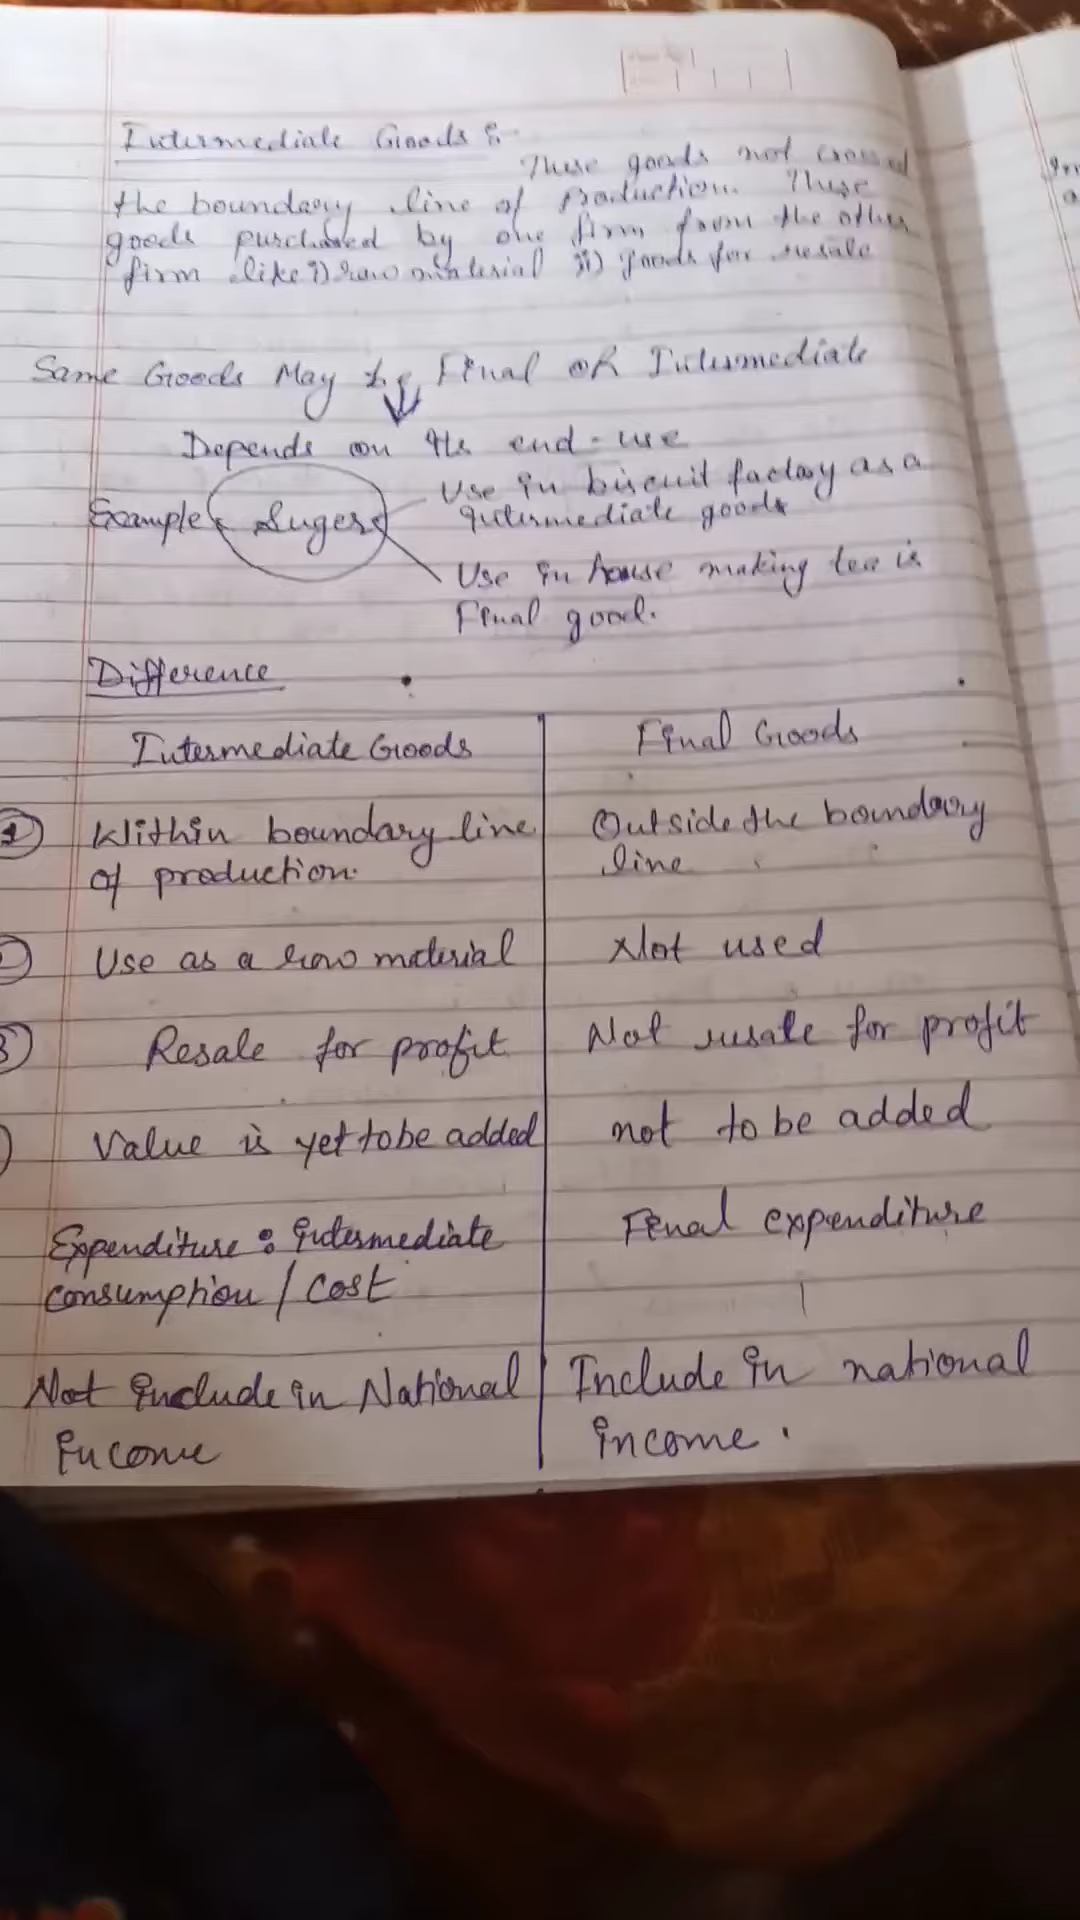 Intermediate Goods :-
These goods not crossed
the boundary line of production. These
goods purchased by one firm from the other
firm like i) raw material ii) goods for resale
Same Goods May be Final or Intermediate
Depends on its end-use
Example: Suger
Use in biscuit factory as a
intermediate goods
Use in house making tea is
Final good.
Difference
Intermediate Goods
Final Goods
① Within boundary line
of production.
Outside the boundary
line
② Use as a raw material
Not used
③ Resale for profit
Not resale for profit
Value is yet to be added
not to be added
Expenditure : intermediate
consumption / cost
Final expenditure
Not include in National
income
Include in national
income.